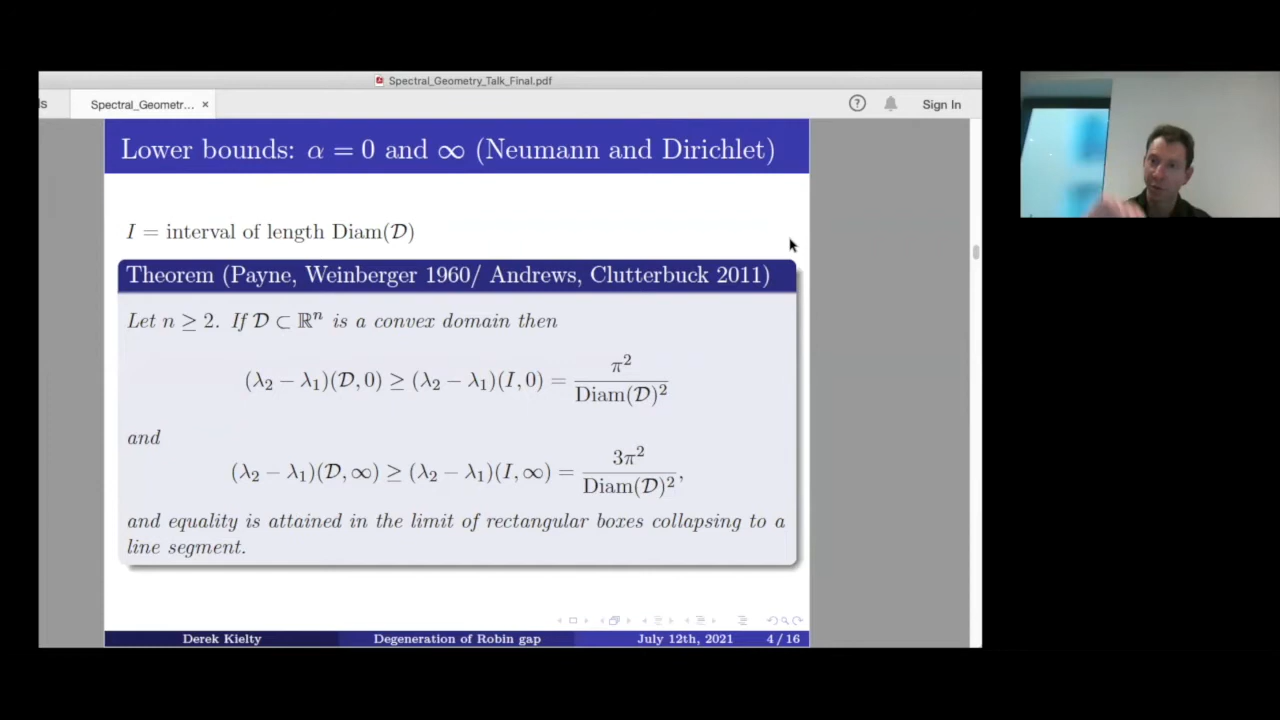 Spectral_Geometry_Talk_Final.pdf
ls Spectral_Geometr... × ? Sign In
Lower bounds: α = 0 and ∞ (Neumann and Dirichlet)
I = interval of length Diam(𝒟)
Theorem (Payne, Weinberger 1960/ Andrews, Clutterbuck 2011)
Let n ≥ 2. If 𝒟 ⊂ ℝⁿ is a convex domain then
(λ₂ − λ₁)(𝒟, 0) ≥ (λ₂ − λ₁)(I, 0) = π² / Diam(𝒟)²
and
(λ₂ − λ₁)(𝒟, ∞) ≥ (λ₂ − λ₁)(I, ∞) = 3π² / Diam(𝒟)²,
and equality is attained in the limit of rectangular boxes collapsing to a
line segment.
Derek Kielty Degeneration of Robin gap July 12th, 2021 4 / 16